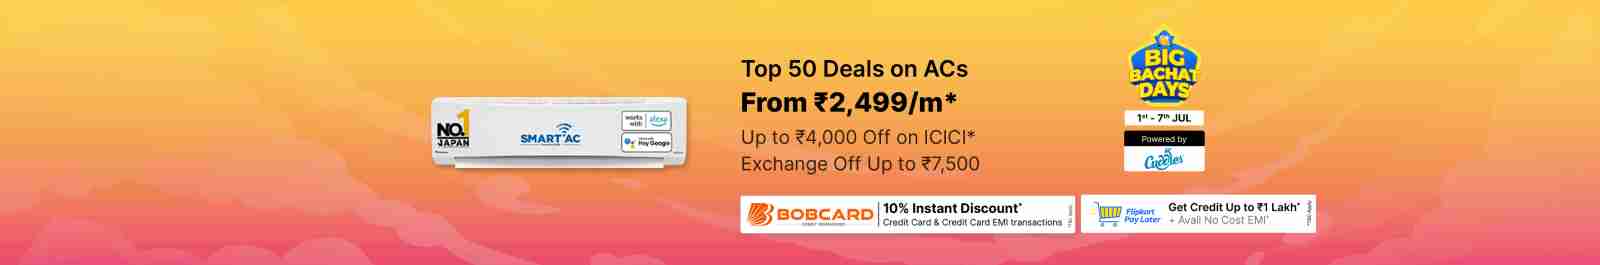 NO.1
JAPAN
SMART AC
works with alexa
Hey Google
Top 50 Deals on ACs
From ₹2,499/m*
Up to ₹4,000 Off on ICICI*
Exchange Off Up to ₹7,500
BIG
BACHAT
DAYS
1st - 7th JUL
Powered by
Cuddles
BOBCARD
10% Instant Discount*
Credit Card & Credit Card EMI transactions
Flipkart
Pay Later
Get Credit Up to ₹1 Lakh*
+ Avail No Cost EMI*